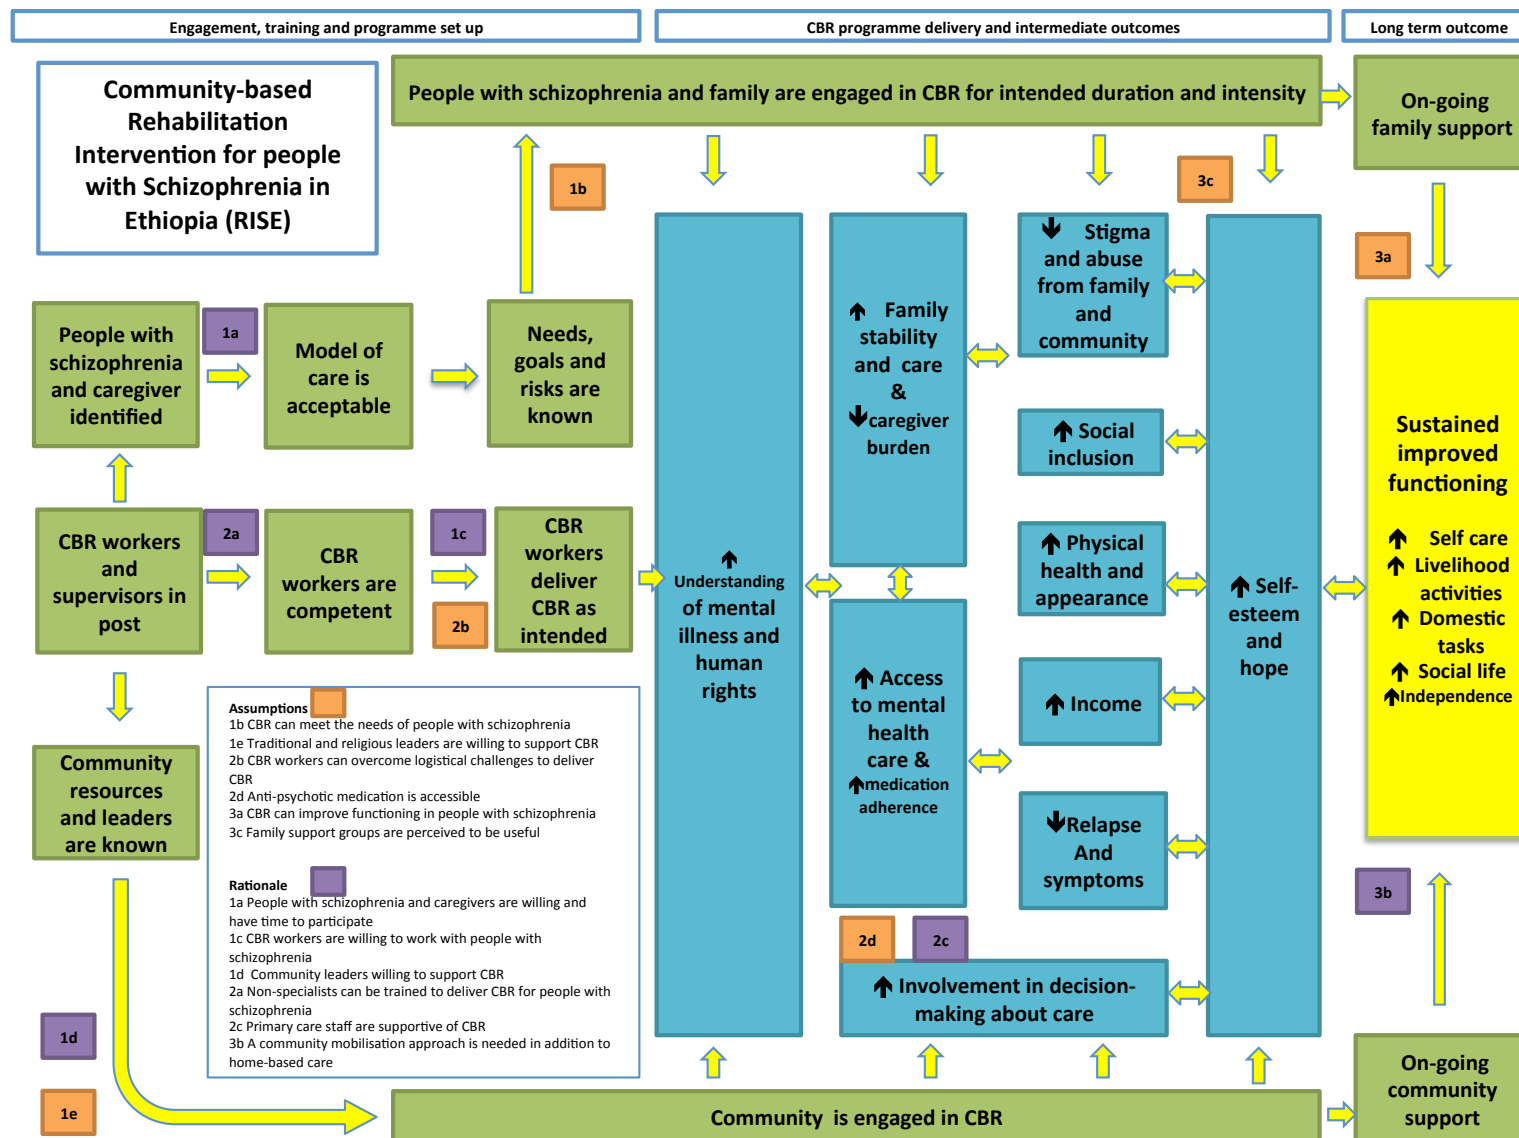 Engagement, training and programme set up
CBR programme delivery and intermediate outcomes
Long term outcome
Community-based
Rehabilitation
Intervention for people
with Schizophrenia in
Ethiopia (RISE)
People with schizophrenia and family are engaged in CBR for intended duration and intensity
On-going
family support
1b
3c
3a
People with
schizophrenia
and caregiver
identified
1a
Model of
care is
acceptable
Needs,
goals and
risks are
known
CBR workers
and
supervisors in
post
2a
CBR
workers are
competent
1c
2b
CBR
workers
deliver
CBR as
intended
Community
resources
and leaders
are known
Assumptions
1b CBR can meet the needs of people with schizophrenia
1e Traditional and religious leaders are willing to support CBR
2b CBR workers can overcome logistical challenges to deliver
CBR
2d Anti-psychotic medication is accessible
3a CBR can improve functioning in people with schizophrenia
3c Family support groups are perceived to be useful
Rationale
1a People with schizophrenia and caregivers are willing and
have time to participate
1c CBR workers are willing to work with people with
schizophrenia
1d Community leaders willing to support CBR
2a Non-specialists can be trained to deliver CBR for people with
schizophrenia
2c Primary care staff are supportive of CBR
3b A community mobilisation approach is needed in addition to
home-based care
1d
1e
Understanding
of mental
illness and
human
rights
Family
stability
and care
&
caregiver
burden
Access
to mental
health
care &
medication
adherence
Stigma
and abuse
from family
and
community
Social
inclusion
Physical
health and
appearance
Income
Relapse
And
symptoms
2d
2c
Involvement in decision-
making about care
Self-
esteem
and
hope
Sustained
improved
functioning
Self care
Livelihood
activities
Domestic
tasks
Social life
Independence
3b
Community is engaged in CBR
On-going
community
support